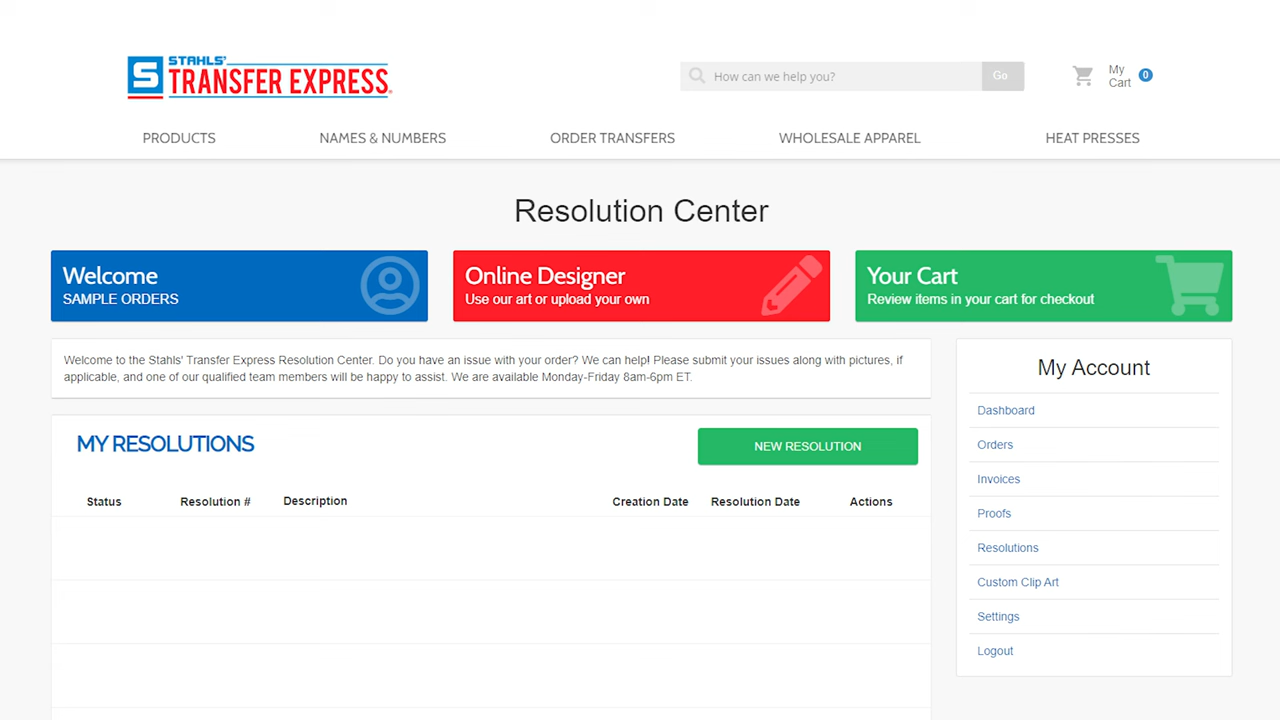 STAHLS'
TRANSFER EXPRESS®
How can we help you?
Go
My
Cart
0
PRODUCTS
NAMES & NUMBERS
ORDER TRANSFERS
WHOLESALE APPAREL
HEAT PRESSES
Resolution Center
Welcome
SAMPLE ORDERS
Online Designer
Use our art or upload your own
Your Cart
Review items in your cart for checkout
Welcome to the Stahls' Transfer Express Resolution Center. Do you have an issue with your order? We can help! Please submit your issues along with pictures, if
applicable, and one of our qualified team members will be happy to assist. We are available Monday-Friday 8am-6pm ET.
MY RESOLUTIONS
NEW RESOLUTION
Status
Resolution #
Description
Creation Date
Resolution Date
Actions
My Account
Dashboard
Orders
Invoices
Proofs
Resolutions
Custom Clip Art
Settings
Logout